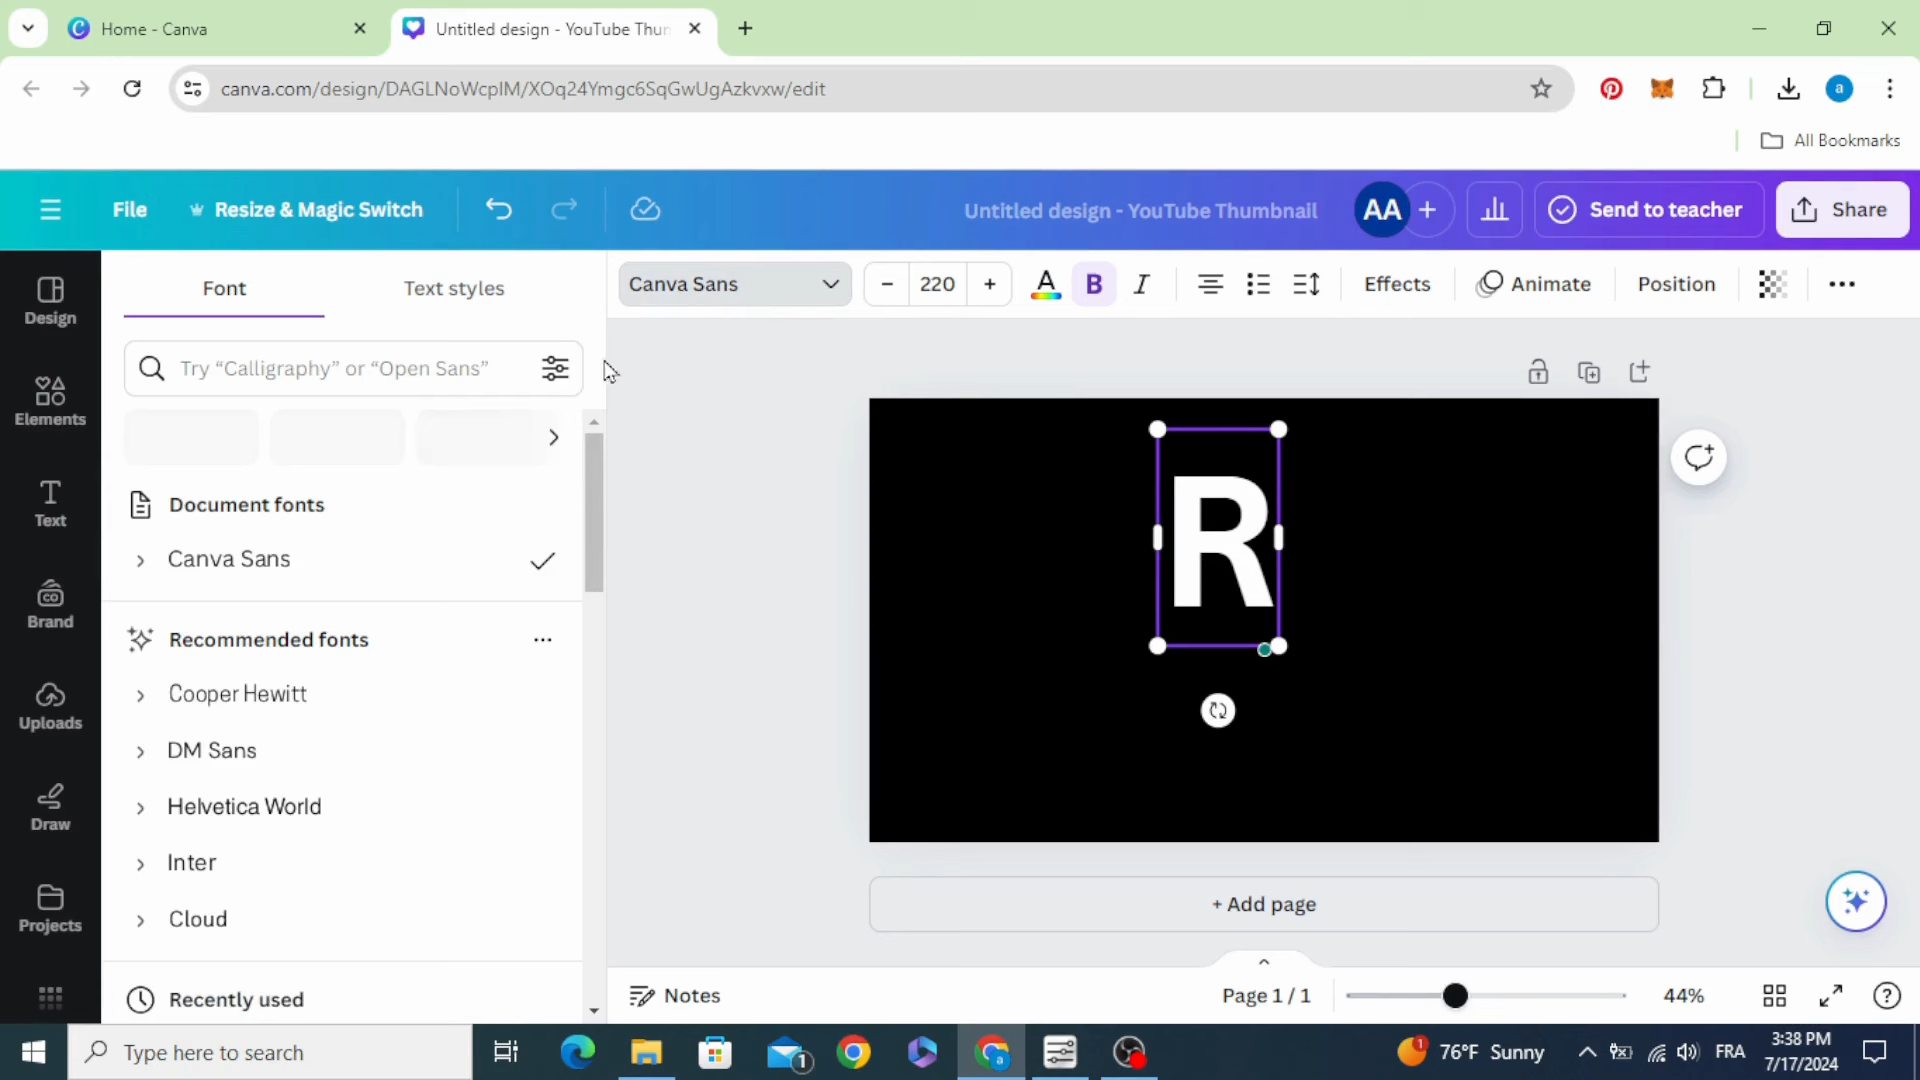 Home - Canva
Untitled design - YouTube Thun
canva.com/design/DAGLNoWcpIM/XOq24Ymgc6SqGwUgAzkvxw/edit
a
All Bookmarks
File
Resize & Magic Switch
Untitled design - YouTube Thumbnail
AA
+
Send to teacher
Share
Design
Elements
Text
Brand
Uploads
Draw
Projects
Font
Text styles
Try “Calligraphy” or “Open Sans”
Document fonts
Canva Sans
Recommended fonts
Cooper Hewitt
DM Sans
Helvetica World
Inter
Cloud
Recently used
Canva Sans
− 220 +
A
B
I
Effects
Animate
Position
R
+ Add page
Notes
Page 1 / 1
44%
Type here to search
1
1
76°F Sunny
FRA
3:38 PM
7/17/2024